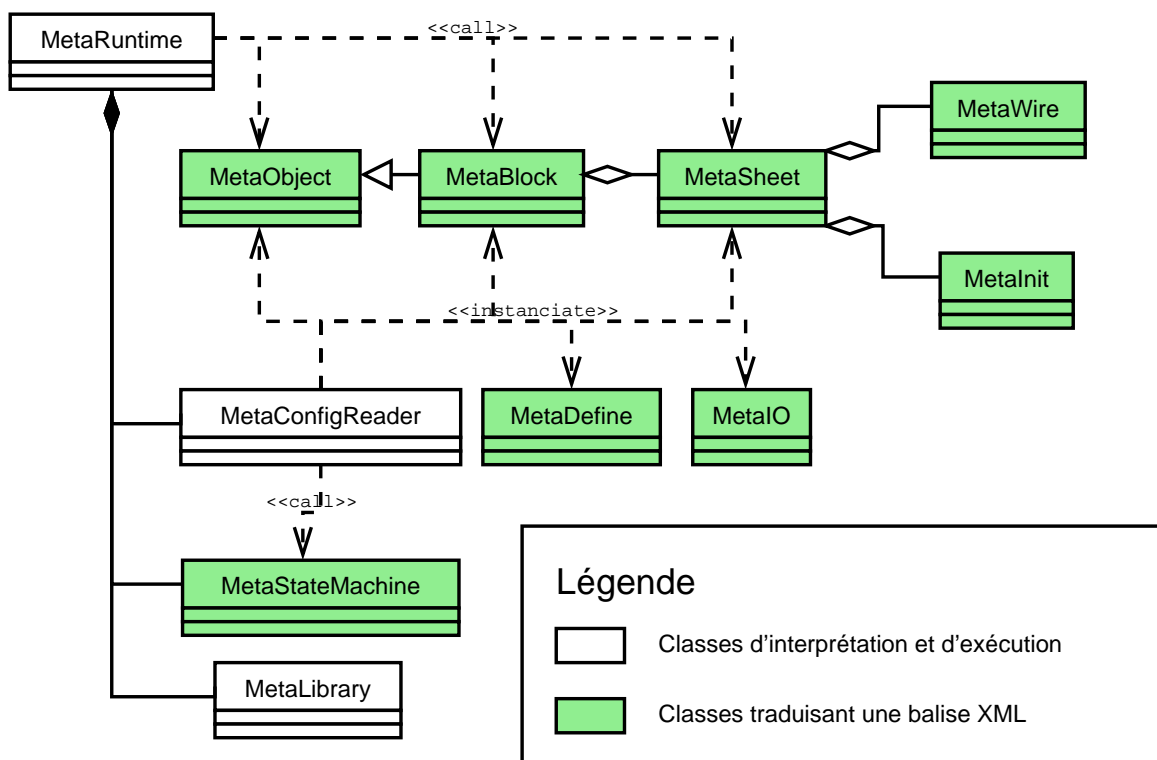 MetaRuntime
<<call>>
MetaWire
MetaObject
MetaBlock
MetaSheet
MetaInit
<<instanciate>>
MetaConfigReader
MetaDefine
MetaIO
<<call>>
MetaStateMachine
MetaLibrary
Légende
Classes d'interprétation et d'exécution
Classes traduisant une balise XML